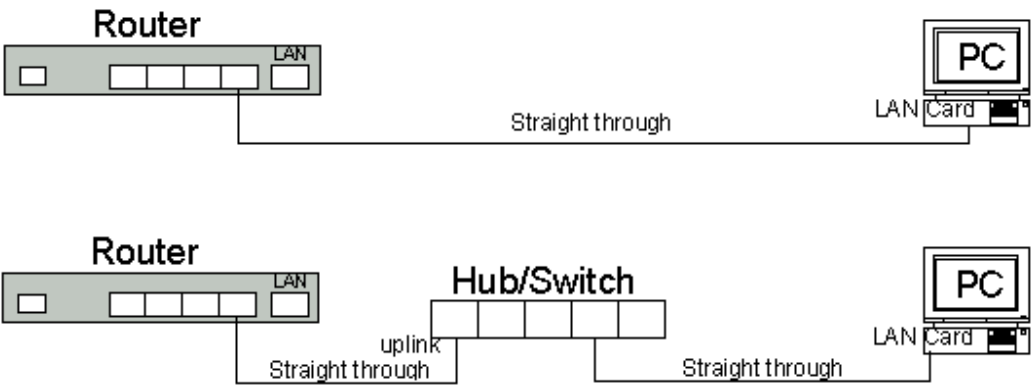 Router
LAN
PC
LAN Card
Straight through
Router
LAN
Hub/Switch
PC
LAN Card
uplink
Straight through
Straight through